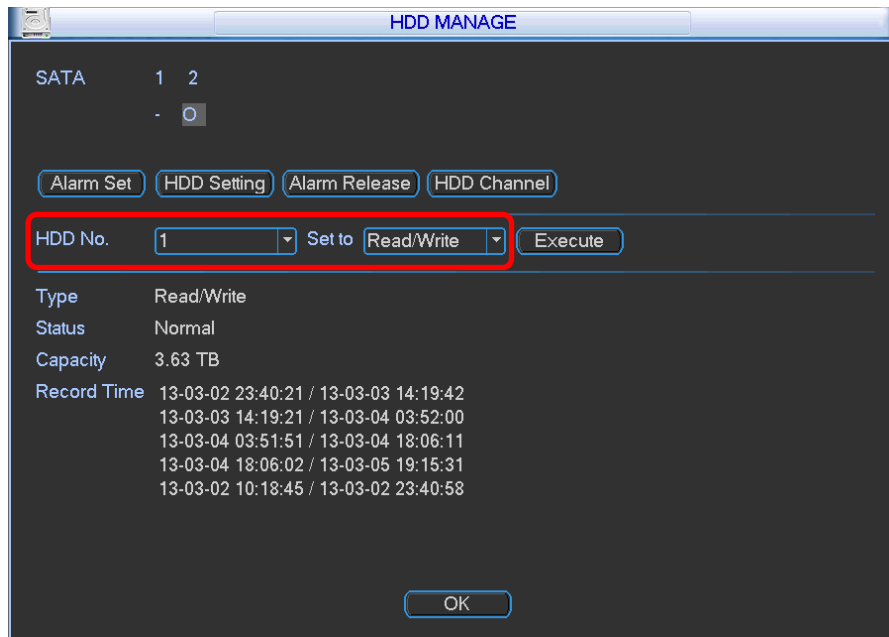 HDD MANAGE
SATA 1 2
- O
Alarm Set HDD Setting Alarm Release HDD Channel
HDD No. 1 Set to Read/Write Execute
Type Read/Write
Status Normal
Capacity 3.63 TB
Record Time 13-03-02 23:40:21 / 13-03-03 14:19:42
13-03-03 14:19:21 / 13-03-04 03:52:00
13-03-04 03:51:51 / 13-03-04 18:06:11
13-03-04 18:06:02 / 13-03-05 19:15:31
13-03-02 10:18:45 / 13-03-02 23:40:58
OK